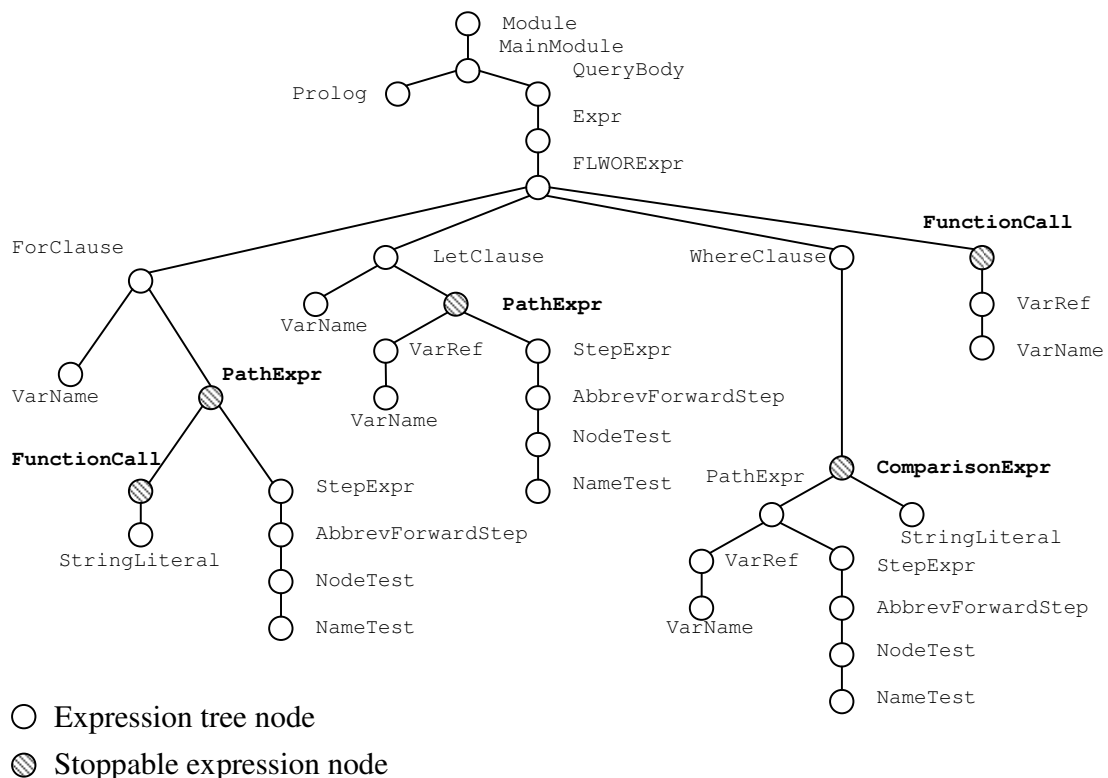 Module
MainModule
QueryBody
Prolog
Expr
FLWORExpr
FunctionCall
ForClause
LetClause
WhereClause
PathExpr
VarRef
VarName
VarRef
StepExpr
VarName
PathExpr
VarName
AbbrevForwardStep
VarName
NodeTest
FunctionCall
PathExpr
ComparisonExpr
StepExpr
NameTest
AbbrevForwardStep
StringLiteral
StringLiteral
VarRef
StepExpr
NodeTest
AbbrevForwardStep
NameTest
VarName
NodeTest
NameTest
Expression tree node
Stoppable expression node